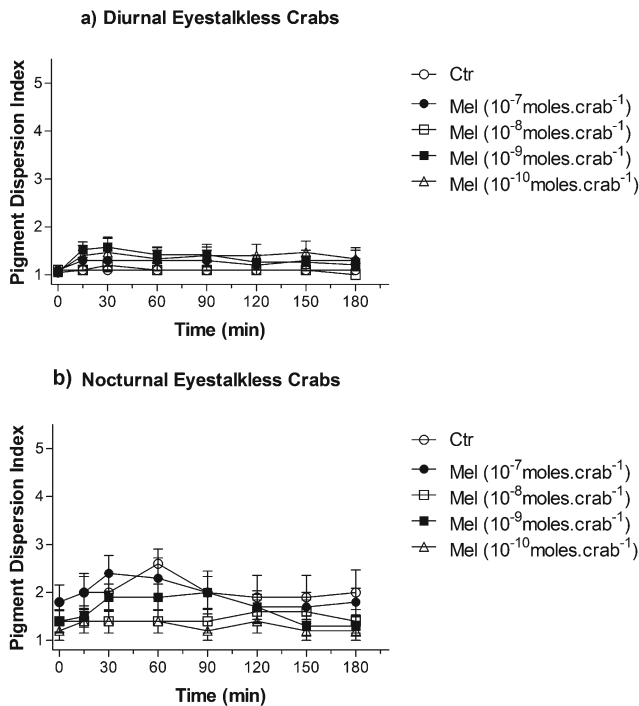 a) Diurnal Eyestalkless Crabs
Pigment Dispersion Index
5
4
3
2
1
0 30 60 90 120 150 180
Time (min)
Ctr
Mel (10⁻⁷moles.crab⁻¹)
Mel (10⁻⁸moles.crab⁻¹)
Mel (10⁻⁹moles.crab⁻¹)
Mel (10⁻¹⁰moles.crab⁻¹)
b) Nocturnal Eyestalkless Crabs
Pigment Dispersion Index
5
4
3
2
1
0 30 60 90 120 150 180
Time (min)
Ctr
Mel (10⁻⁷moles.crab⁻¹)
Mel (10⁻⁸moles.crab⁻¹)
Mel (10⁻⁹moles.crab⁻¹)
Mel (10⁻¹⁰moles.crab⁻¹)